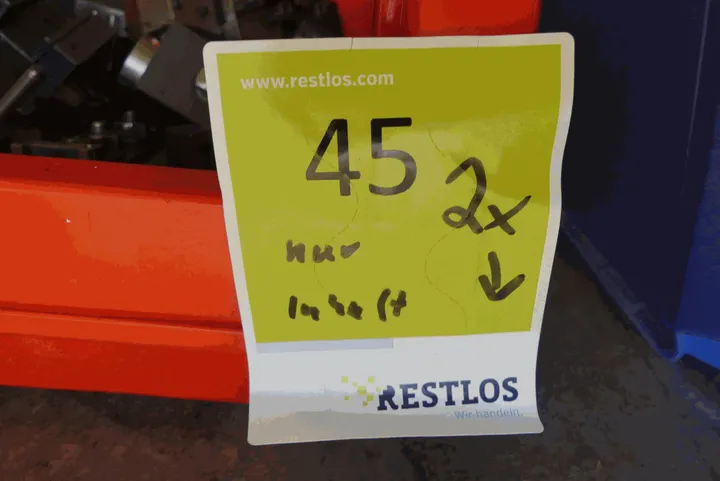 www.restlos.com
45
2x
↓
nur
Inhalt
RESTLOS
Wir handeln.